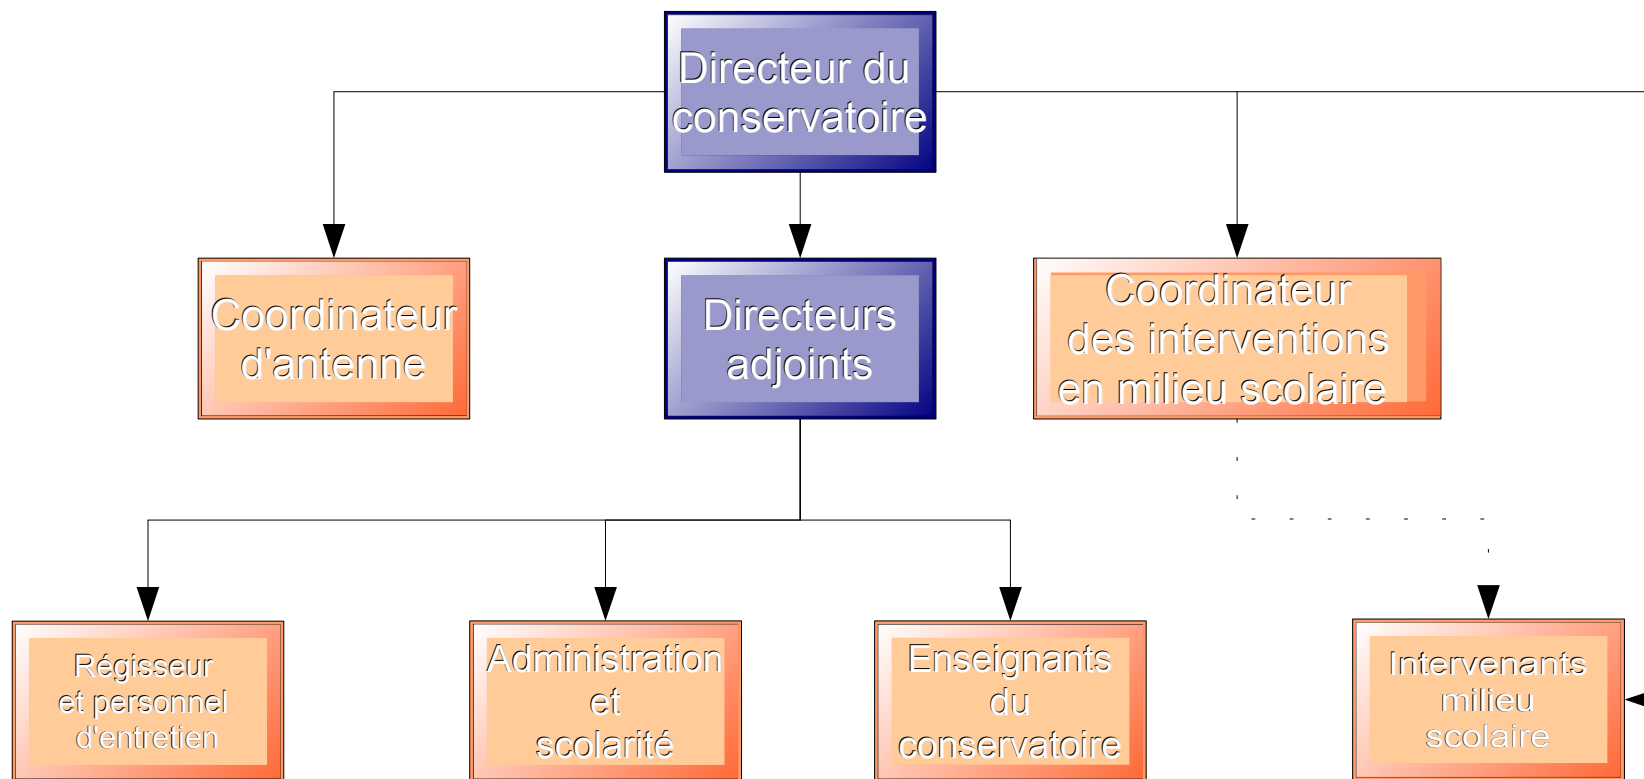 Directeur du
conservatoire
Coordinateur
d'antenne
Directeurs
adjoints
Coordinateur
des interventions
en milieu scolaire
Régisseur
et personnel
d'entretien
Administration
et
scolarité
Enseignants
du
conservatoire
Intervenants
milieu
scolaire